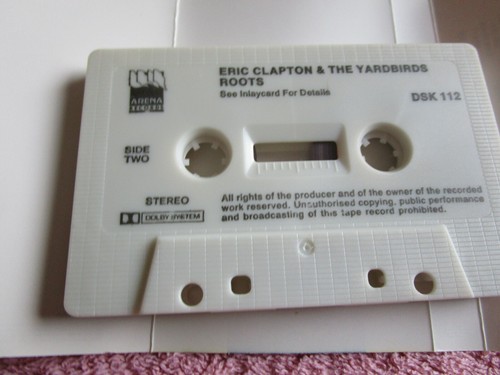 ERIC CLAPTON & THE YARDBIRDS
ROOTS
See Inlaycard For Details
ARENA
DSK 112
SIDE
TWO
STEREO
DOLBY SYSTEM
All rights of the producer and of the owner of the recorded
work reserved. Unauthorised copying, public performance
and broadcasting of this tape record prohibited.